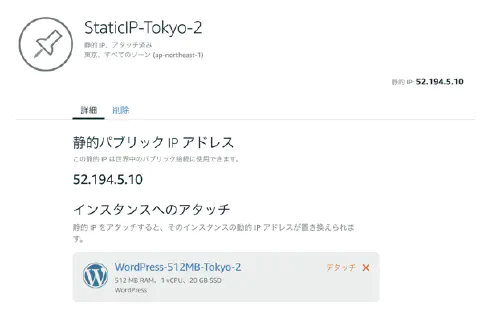 StaticIP-Tokyo-2
静的 IP、アタッチ済み
東京、すべてのゾーン (ap-northeast-1)
静的 IP: 52.194.5.10
詳細 削除
静的パブリック IP アドレス
この静的 IP は世界中のパブリック接続に使用できます。
52.194.5.10
インスタンスへのアタッチ
静的 IP をアタッチすると、そのインスタンスの動的 IP アドレスが置き換えられま
す。
WordPress-512MB-Tokyo-2 デタッチ ×
512 MB RAM、1 vCPU、20 GB SSD
WordPress